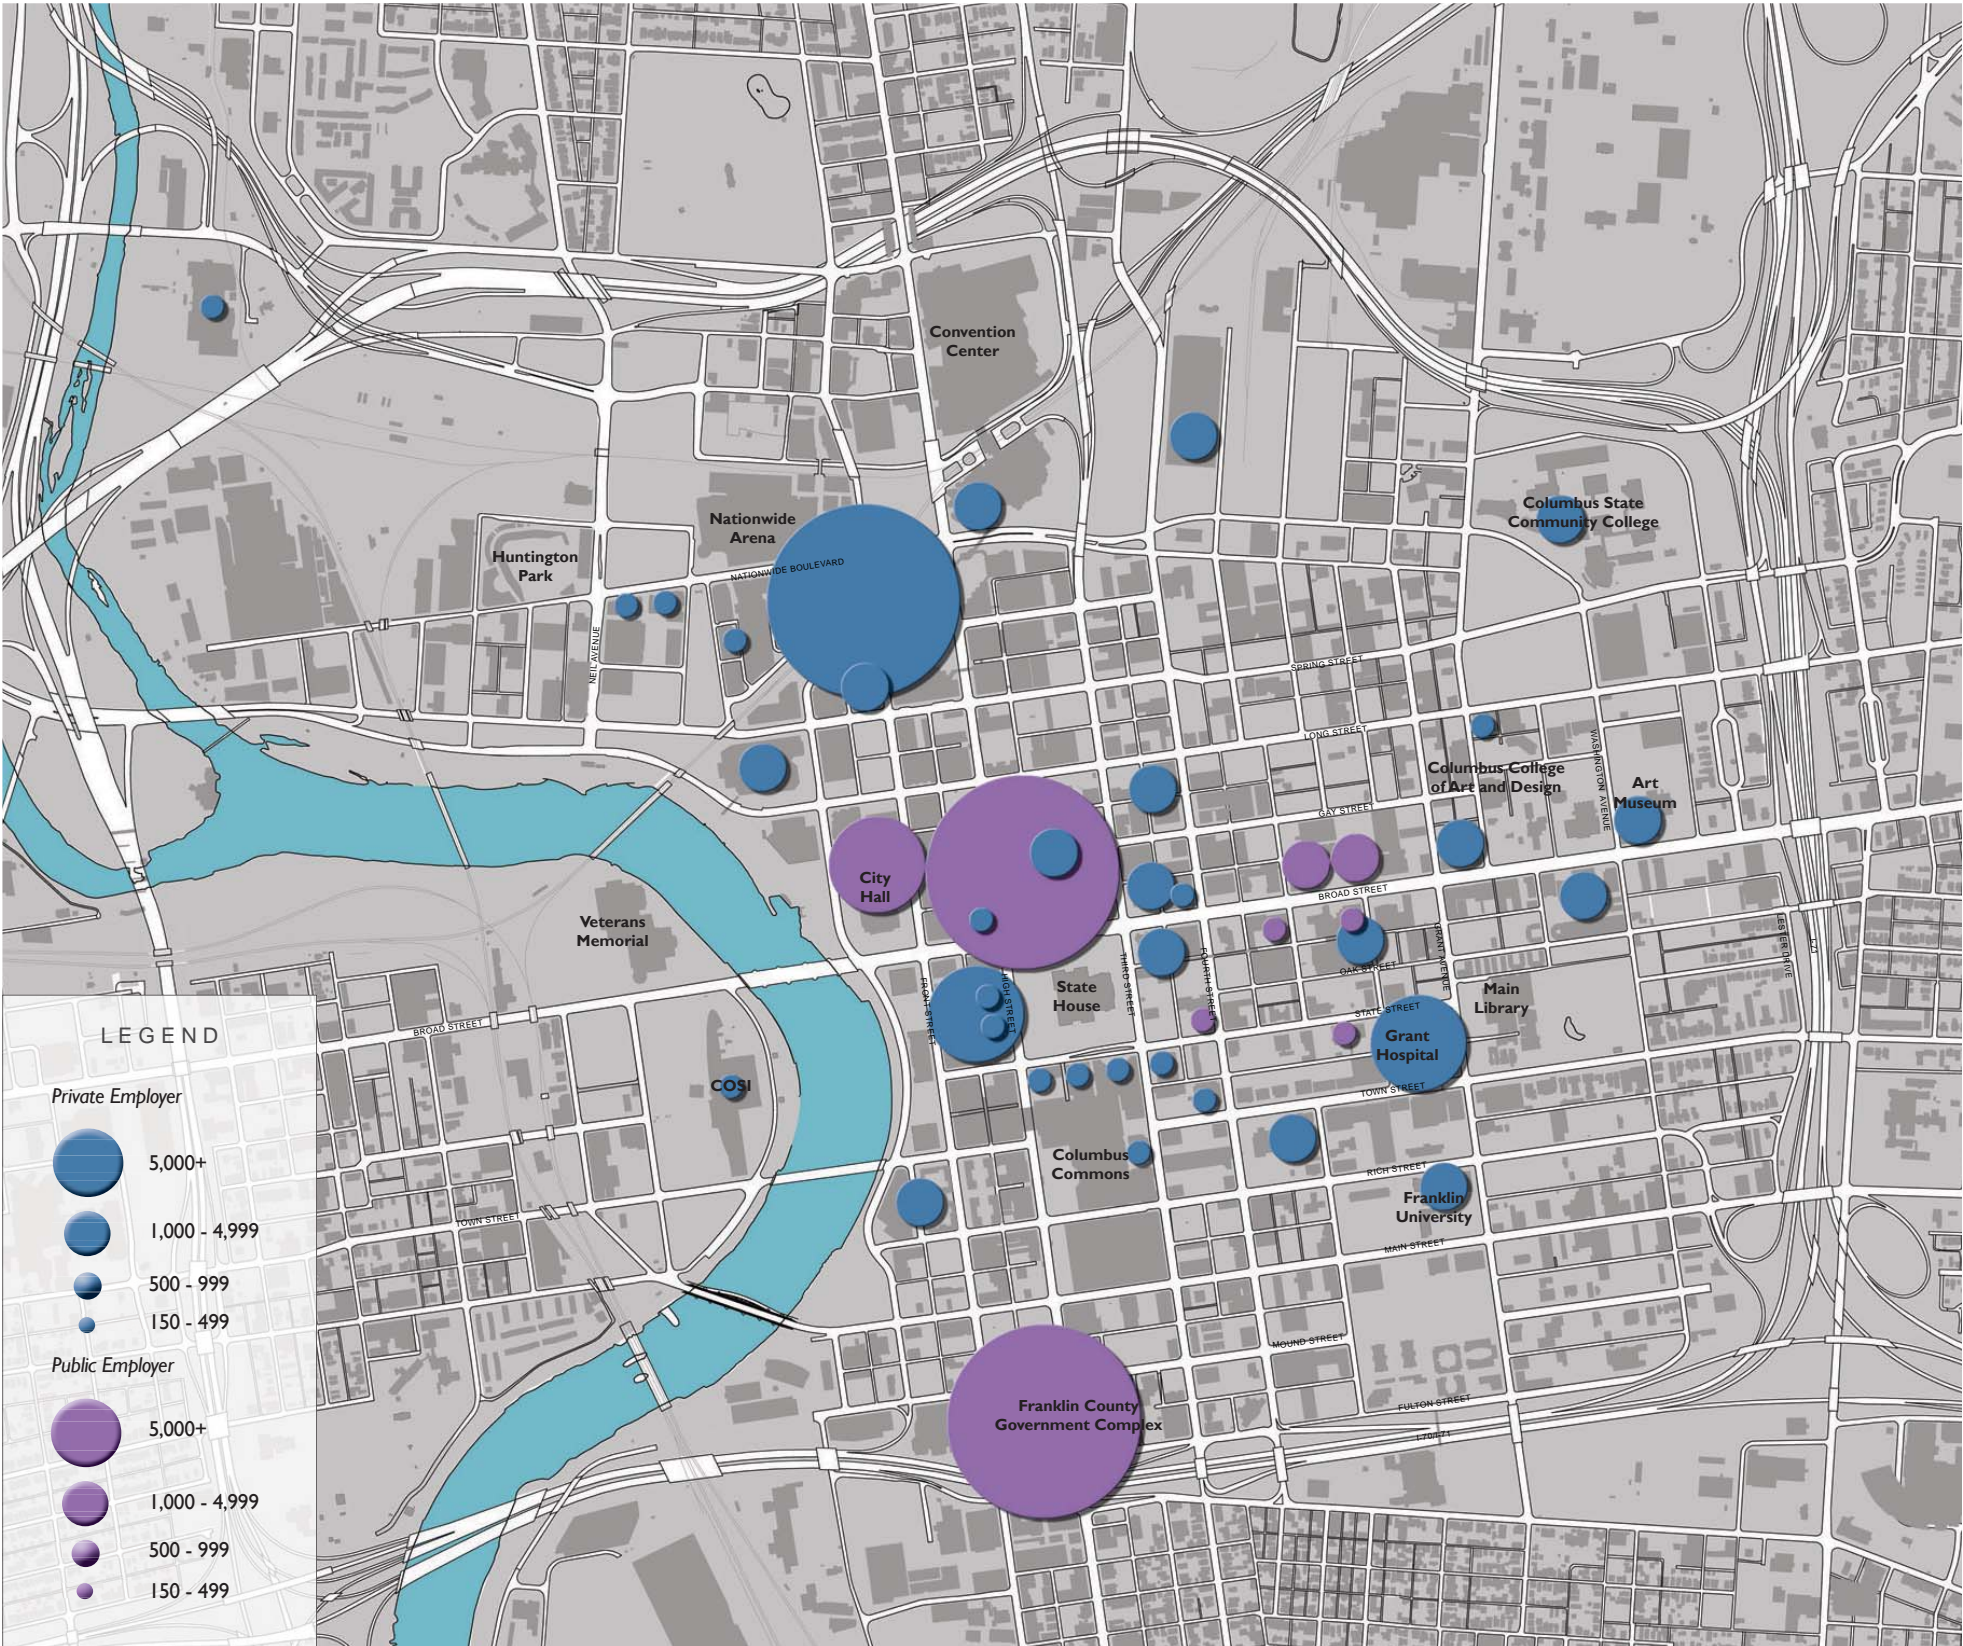 Convention
Center
Nationwide
Arena
Columbus State
Community College
Huntington
Park
NATIONWIDE BOULEVARD
NEIL AVENUE
SPRING STREET
LONG STREET
WASHINGTON AVENUE
Columbus College
of Art and Design
Art
Museum
GAY STREET
City
Hall
BROAD STREET
Veterans
Memorial
FRONT STREET
HIGH STREET
State
House
THIRD STREET
FOURTH STREET
OAK STREET
GRANT AVENUE
Main
Library
LESTER DRIVE
I-71
STATE STREET
Grant
Hospital
BROAD STREET
COSI
TOWN STREET
Columbus
Commons
RICH STREET
Franklin
University
TOWN STREET
MAIN STREET
MOUND STREET
Franklin County
Government Complex
FULTON STREET
I-70/I-71
LEGEND
Private Employer
5,000+
1,000 - 4,999
500 - 999
150 - 499
Public Employer
5,000+
1,000 - 4,999
500 - 999
150 - 499